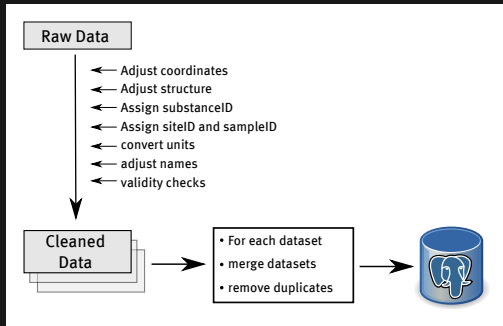 Raw Data
Adjust coordinates
Adjust structure
Assign substanceID
Assign siteID and sampleID
convert units
adjust names
validity checks
Cleaned
Data
• For each dataset
• merge datasets
• remove duplicates